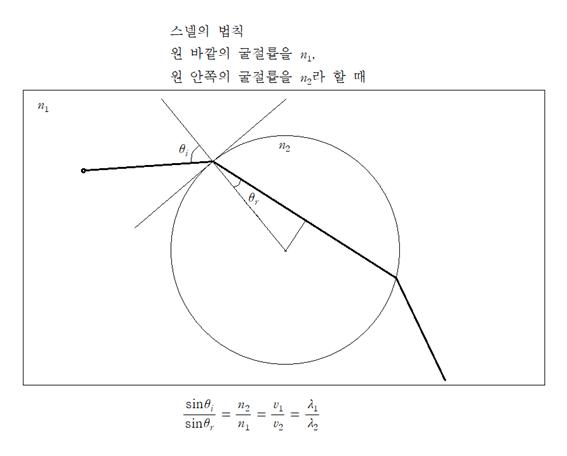 스넬의 법칙
원 바깥의 굴절률을 n₁,
원 안쪽의 굴절률을 n₂라 할 때
n₁
θᵢ
n₂
θᵣ
sinθᵢ/sinθᵣ = n₂/n₁ = v₁/v₂ = λ₁/λ₂